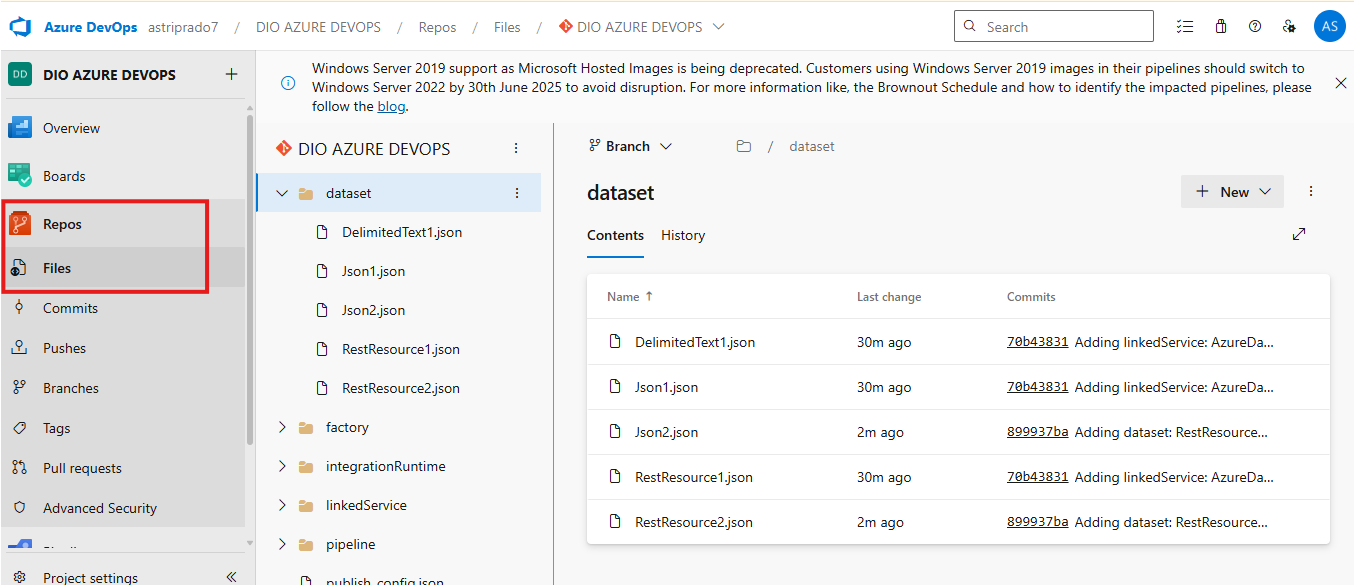 Azure DevOps astriprado7 / DIO AZURE DEVOPS / Repos / Files / DIO AZURE DEVOPS
Search
AS
DD DIO AZURE DEVOPS
Overview
Boards
Repos
Files
Commits
Pushes
Branches
Tags
Pull requests
Advanced Security
Project settings
Windows Server 2019 support as Microsoft Hosted Images is being deprecated. Customers using Windows Server 2019 images in their pipelines should switch to
Windows Server 2022 by 30th June 2025 to avoid disruption. For more information like, the Brownout Schedule and how to identify the impacted pipelines, please
follow the blog.
DIO AZURE DEVOPS
dataset
DelimitedText1.json
Json1.json
Json2.json
RestResource1.json
RestResource2.json
factory
integrationRuntime
linkedService
pipeline
publish_config.json
Branch / dataset
dataset
New
Contents History
Name ↑ Last change Commits
DelimitedText1.json 30m ago 70b43831 Adding linkedService: AzureDa...
Json1.json 30m ago 70b43831 Adding linkedService: AzureDa...
Json2.json 2m ago 899937ba Adding dataset: RestResource...
RestResource1.json 30m ago 70b43831 Adding linkedService: AzureDa...
RestResource2.json 2m ago 899937ba Adding dataset: RestResource...